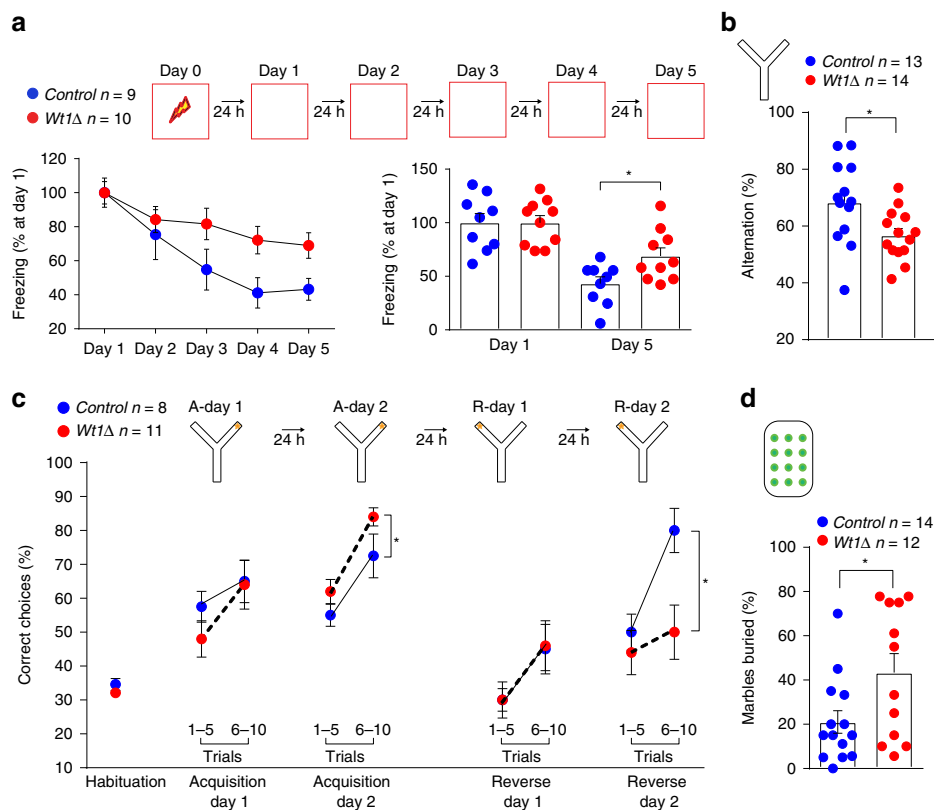 a
Day 0
Day 1
Day 2
Day 3
Day 4
Day 5
Control n = 9
Wt1Δ n = 10
24 h
24 h
24 h
24 h
24 h
Freezing (% at day 1)
120
100
80
60
40
20
Day 1
Day 2
Day 3
Day 4
Day 5
Freezing (% at day 1)
150
100
50
0
*
Day 1
Day 5
b
Control n = 13
Wt1Δ n = 14
Alternation (%)
100
80
60
40
20
*
c
Control n = 8
Wt1Δ n = 11
A-day 1
A-day 2
R-day 1
R-day 2
24 h
24 h
24 h
Correct choices (%)
100
90
80
70
60
50
40
30
20
10
*
*
1–5
6–10
1–5
6–10
1–5
6–10
1–5
6–10
Trials
Trials
Trials
Trials
Habituation
Acquisition
day 1
Acquisition
day 2
Reverse
day 1
Reverse
day 2
d
Control n = 14
Wt1Δ n = 12
Marbles buried (%)
100
80
60
40
20
0
*